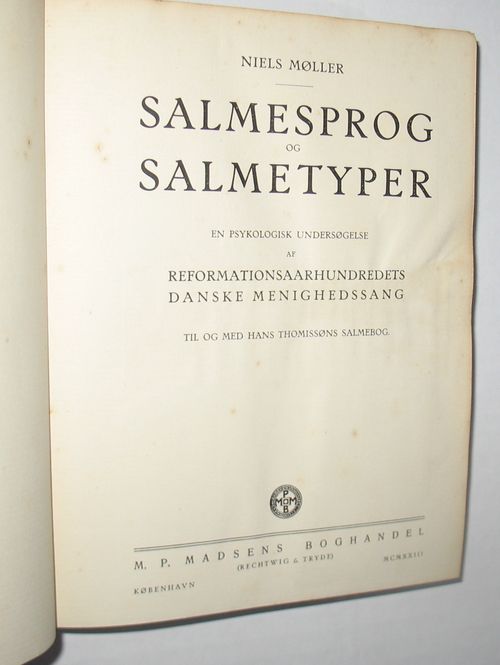 NIELS MØLLER
SALMESPROG
OG
SALMETYPER
EN PSYKOLOGISK UNDERSØGELSE
AF
REFORMATIONSAARHUNDREDETS
DANSKE MENIGHEDSSANG
TIL OG MED HANS THOMISSØNS SALMEBOG.
P
M M
B
M. P. MADSENS BOGHANDEL
(RECHTWIG & TRYDE)
KØBENHAVN MCMXXIII